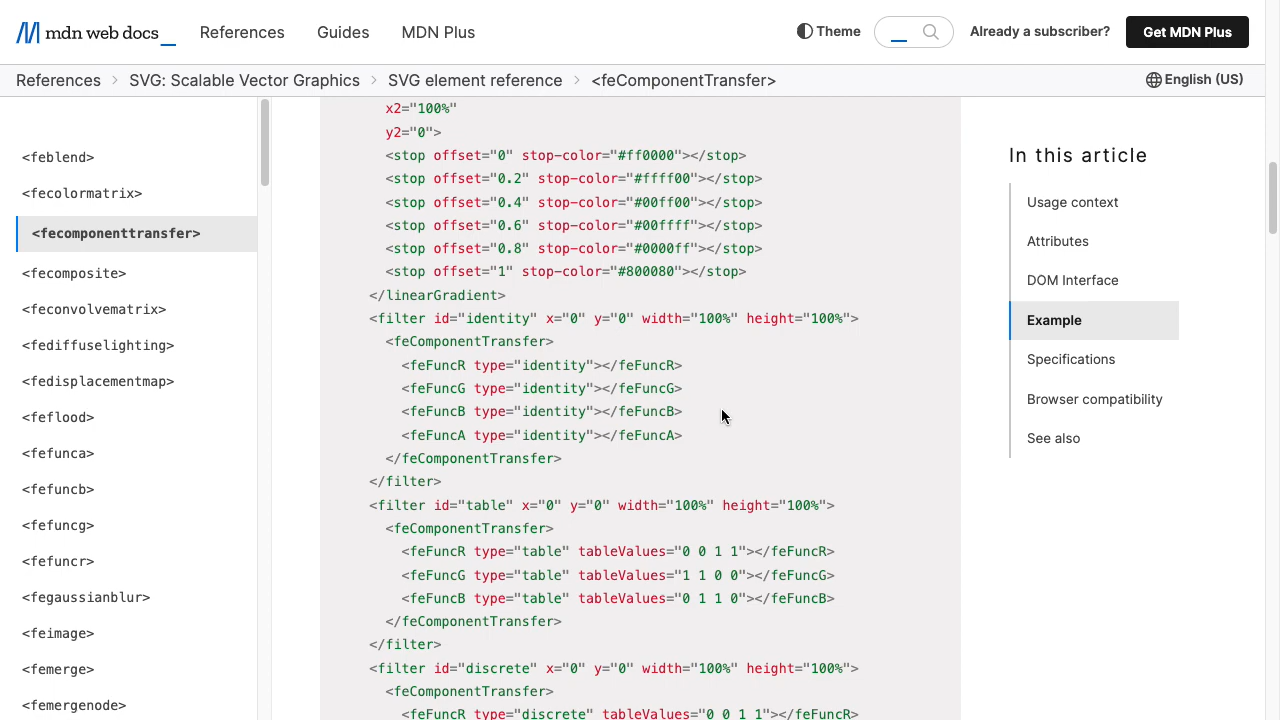 mdn web docs_
References
Guides
MDN Plus
Theme
Already a subscriber?
Get MDN Plus
References
SVG: Scalable Vector Graphics
SVG element reference
<feComponentTransfer>
English (US)
<feblend>
<fecolormatrix>
<fecomponenttransfer>
<fecomposite>
<feconvolvematrix>
<fediffuselighting>
<fedisplacementmap>
<feflood>
<fefunca>
<fefuncb>
<fefuncg>
<fefuncr>
<fegaussianblur>
<feimage>
<femerge>
<femergenode>
x2="100%"
y2="0">
<stop offset="0" stop-color="#ff0000"></stop>
<stop offset="0.2" stop-color="#ffff00"></stop>
<stop offset="0.4" stop-color="#00ff00"></stop>
<stop offset="0.6" stop-color="#00ffff"></stop>
<stop offset="0.8" stop-color="#0000ff"></stop>
<stop offset="1" stop-color="#800080"></stop>
</linearGradient>
<filter id="identity" x="0" y="0" width="100%" height="100%">
<feComponentTransfer>
<feFuncR type="identity"></feFuncR>
<feFuncG type="identity"></feFuncG>
<feFuncB type="identity"></feFuncB>
<feFuncA type="identity"></feFuncA>
</feComponentTransfer>
</filter>
<filter id="table" x="0" y="0" width="100%" height="100%">
<feComponentTransfer>
<feFuncR type="table" tableValues="0 0 1 1"></feFuncR>
<feFuncG type="table" tableValues="1 1 0 0"></feFuncG>
<feFuncB type="table" tableValues="0 1 1 0"></feFuncB>
</feComponentTransfer>
</filter>
<filter id="discrete" x="0" y="0" width="100%" height="100%">
<feComponentTransfer>
<feFuncR type="discrete" tableValues="0 0 1 1"></feFuncR>
In this article
Usage context
Attributes
DOM Interface
Example
Specifications
Browser compatibility
See also